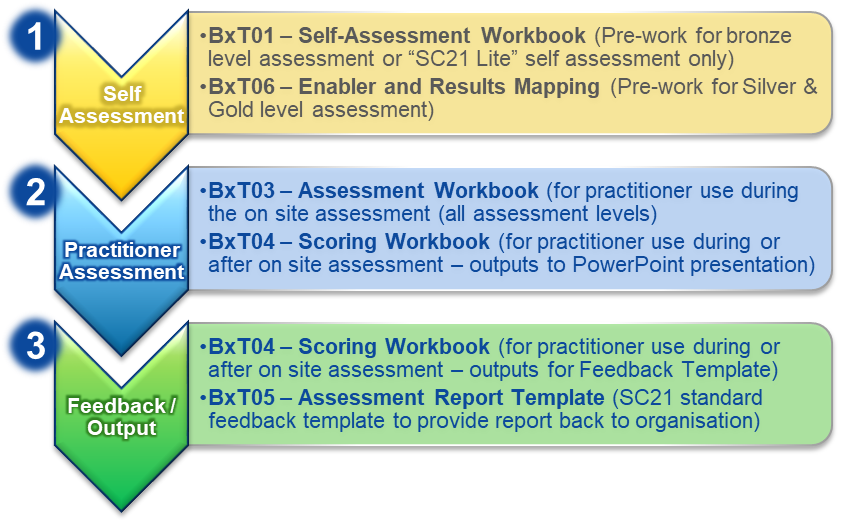 1
Self
Assessment
•BxT01 – Self-Assessment Workbook (Pre-work for bronze
level assessment or “SC21 Lite” self assessment only)
•BxT06 – Enabler and Results Mapping (Pre-work for Silver &
Gold level assessment)
2
Practitioner
Assessment
•BxT03 – Assessment Workbook (for practitioner use during
the on site assessment (all assessment levels)
•BxT04 – Scoring Workbook (for practitioner use during or
after on site assessment – outputs to PowerPoint presentation)
3
Feedback /
Output
•BxT04 – Scoring Workbook (for practitioner use during or
after on site assessment – outputs for Feedback Template)
•BxT05 – Assessment Report Template (SC21 standard
feedback template to provide report back to organisation)